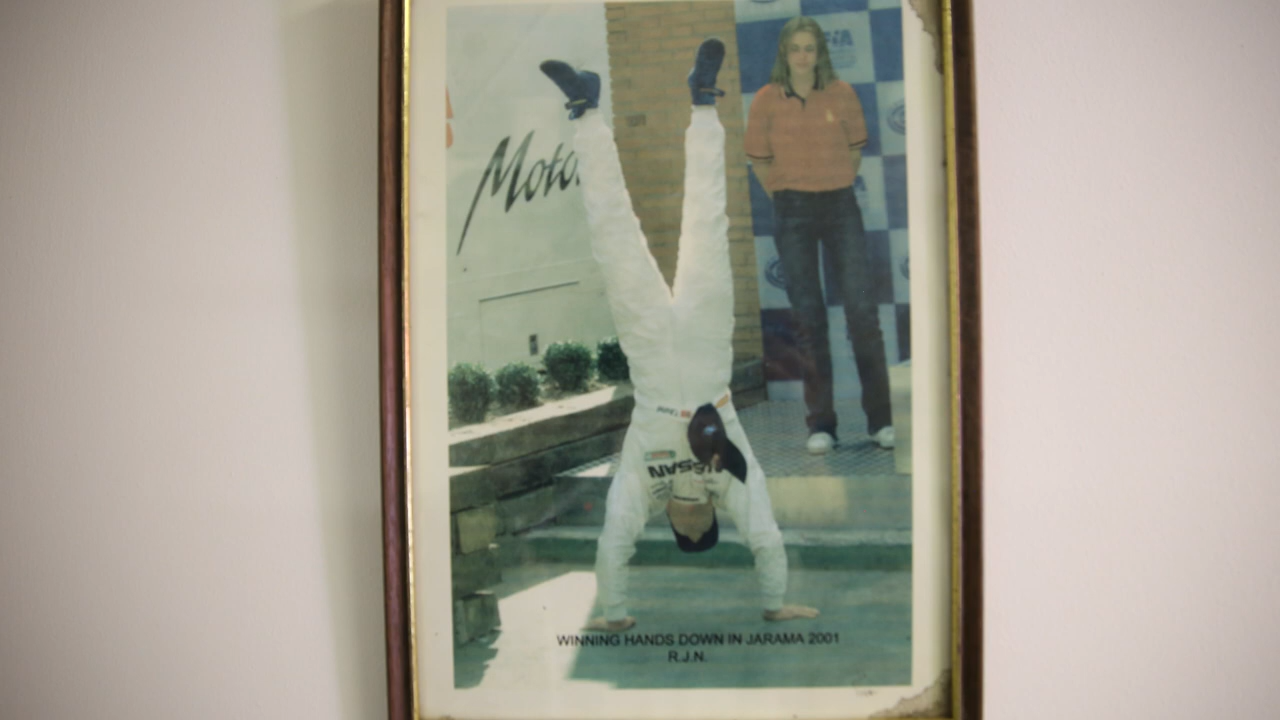 Moto
NISSAN
WINNING HANDS DOWN IN JARAMA 2001
R.J.N.